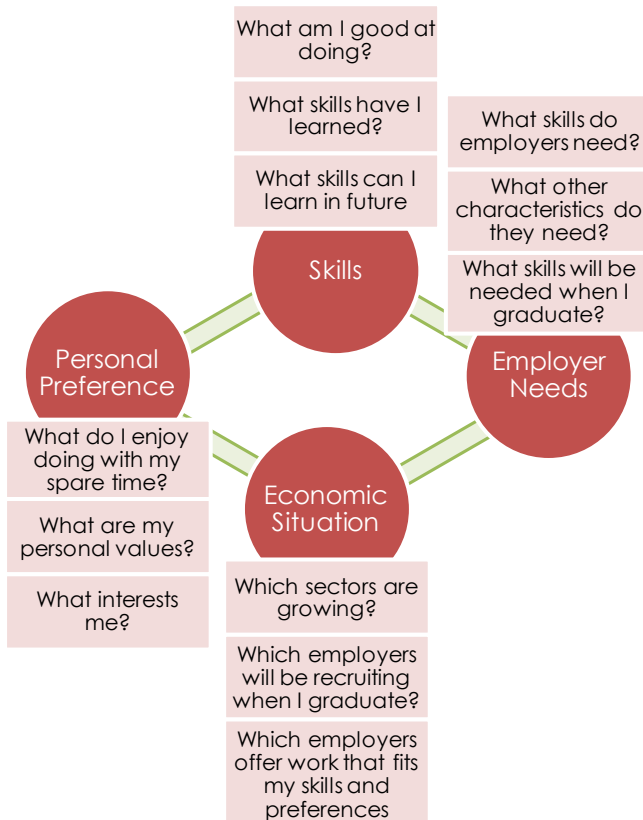 What am I good at
doing?
What skills have I
learned?
What skills can I
learn in future
Skills
What skills do
employers need?
What other
characteristics do
they need?
What skills will be
needed when I
graduate?
Employer
Needs
Personal
Preference
What do I enjoy
doing with my
spare time?
What are my
personal values?
What interests
me?
Economic
Situation
Which sectors are
growing?
Which employers
will be recruiting
when I graduate?
Which employers
offer work that fits
my skills and
preferences